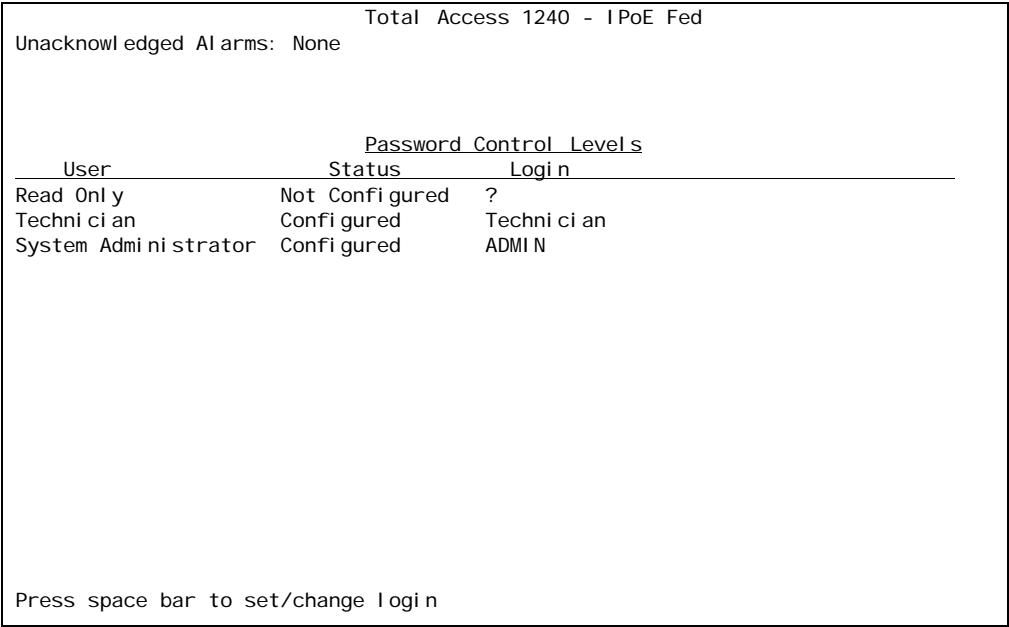 Total Access 1240 - IPoE Fed
Unacknowledged Alarms: None
Password Control Levels
User Status Login
Read Only Not Configured ?
Technician Configured Technician
System Administrator Configured ADMIN
Press space bar to set/change login